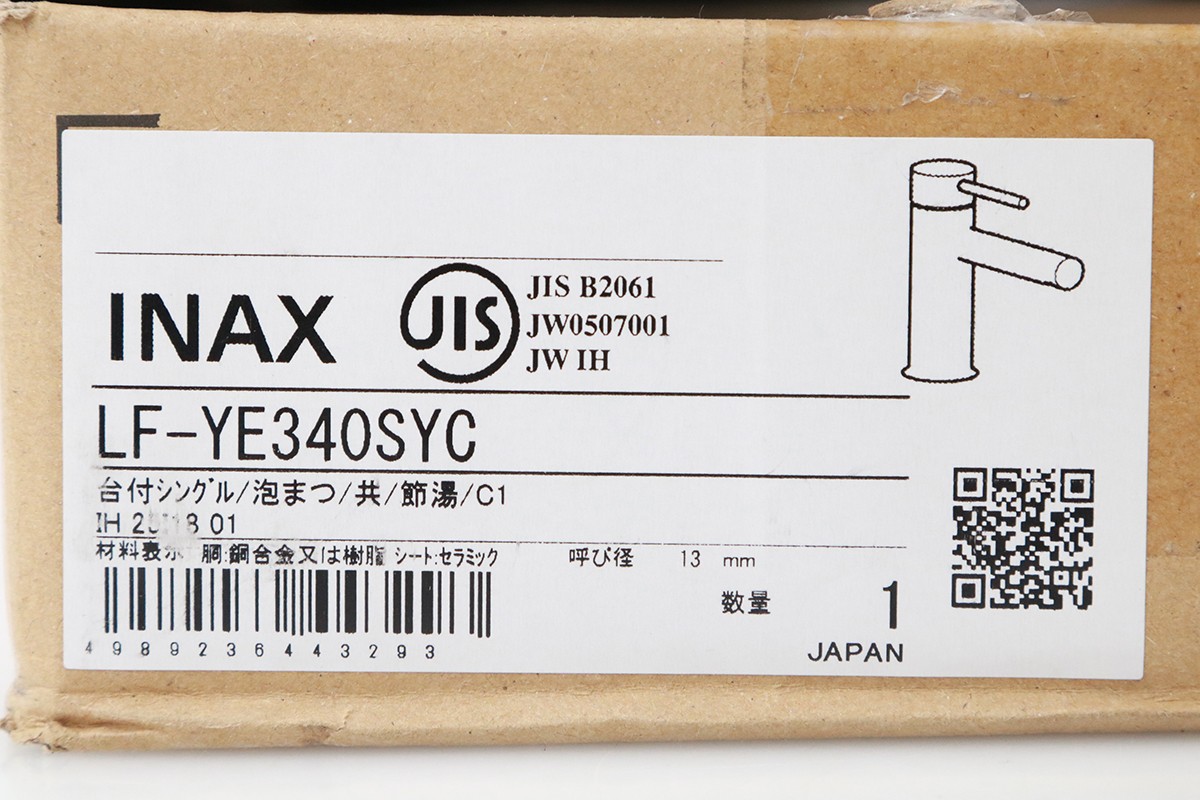 INAX
JIS
JIS B2061
JW0507001
JW IH
LF-YE340SYC
台付シングル/泡まつ/共/節湯/C1
IH 01
材料表示 胴:銅合金又は樹脂 シート:セラミック 呼び径 13 mm
数量 1
4989236443293
JAPAN